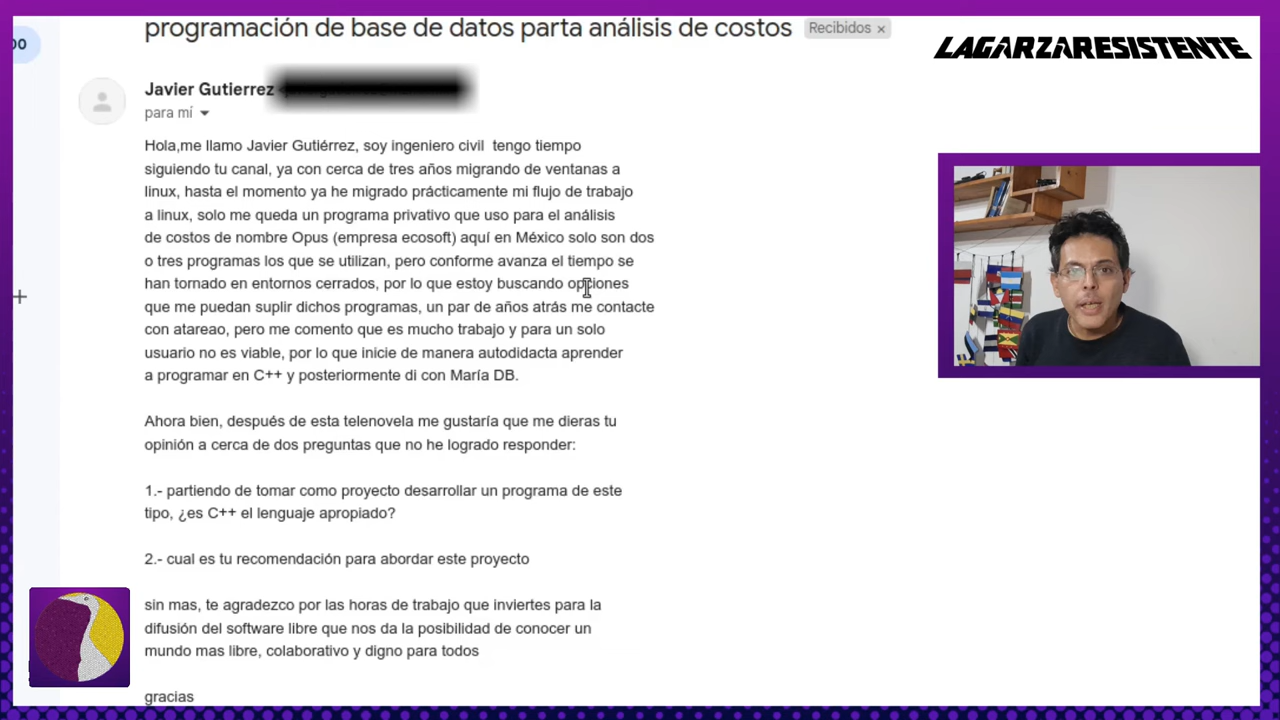 programación de base de datos parta análisis de costos Recibidos ×
LAGARZARESISTENTE
Javier Gutierrez
para mí
Hola,me llamo Javier Gutiérrez, soy ingeniero civil  tengo tiempo
siguiendo tu canal, ya con cerca de tres años migrando de ventanas a
linux, hasta el momento ya he migrado prácticamente mi flujo de trabajo
a linux, solo me queda un programa privativo que uso para el análisis
de costos de nombre Opus (empresa ecosoft) aquí en México solo son dos
o tres programas los que se utilizan, pero conforme avanza el tiempo se
han tornado en entornos cerrados, por lo que estoy buscando opciones
que me puedan suplir dichos programas, un par de años atrás me contacte
con atareao, pero me comento que es mucho trabajo y para un solo
usuario no es viable, por lo que inicie de manera autodidacta aprender
a programar en C++ y posteriormente di con María DB.
Ahora bien, después de esta telenovela me gustaría que me dieras tu
opinión a cerca de dos preguntas que no he logrado responder:
1.- partiendo de tomar como proyecto desarrollar un programa de este
tipo, ¿es C++ el lenguaje apropiado?
2.- cual es tu recomendación para abordar este proyecto
sin mas, te agradezco por las horas de trabajo que inviertes para la
difusión del software libre que nos da la posibilidad de conocer un
mundo mas libre, colaborativo y digno para todos
gracias